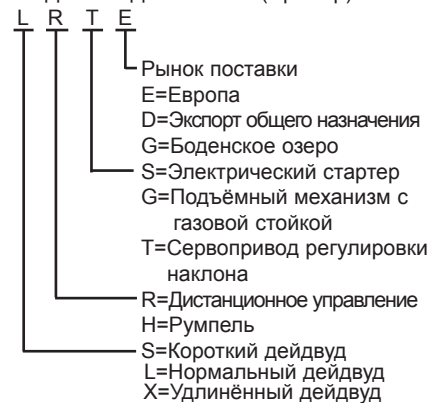 L R T E
Рынок поставки
E=Европа
D=Экспорт общего назначения
G=Боденское озеро
S=Электрический стартер
G=Подъёмный механизм с
газовой стойкой
T=Сервопривод регулировки
наклона
R=Дистанционное управление
H=Румпель
S=Короткий дейдвуд
L=Нормальный дейдвуд
X=Удлинённый дейдвуд